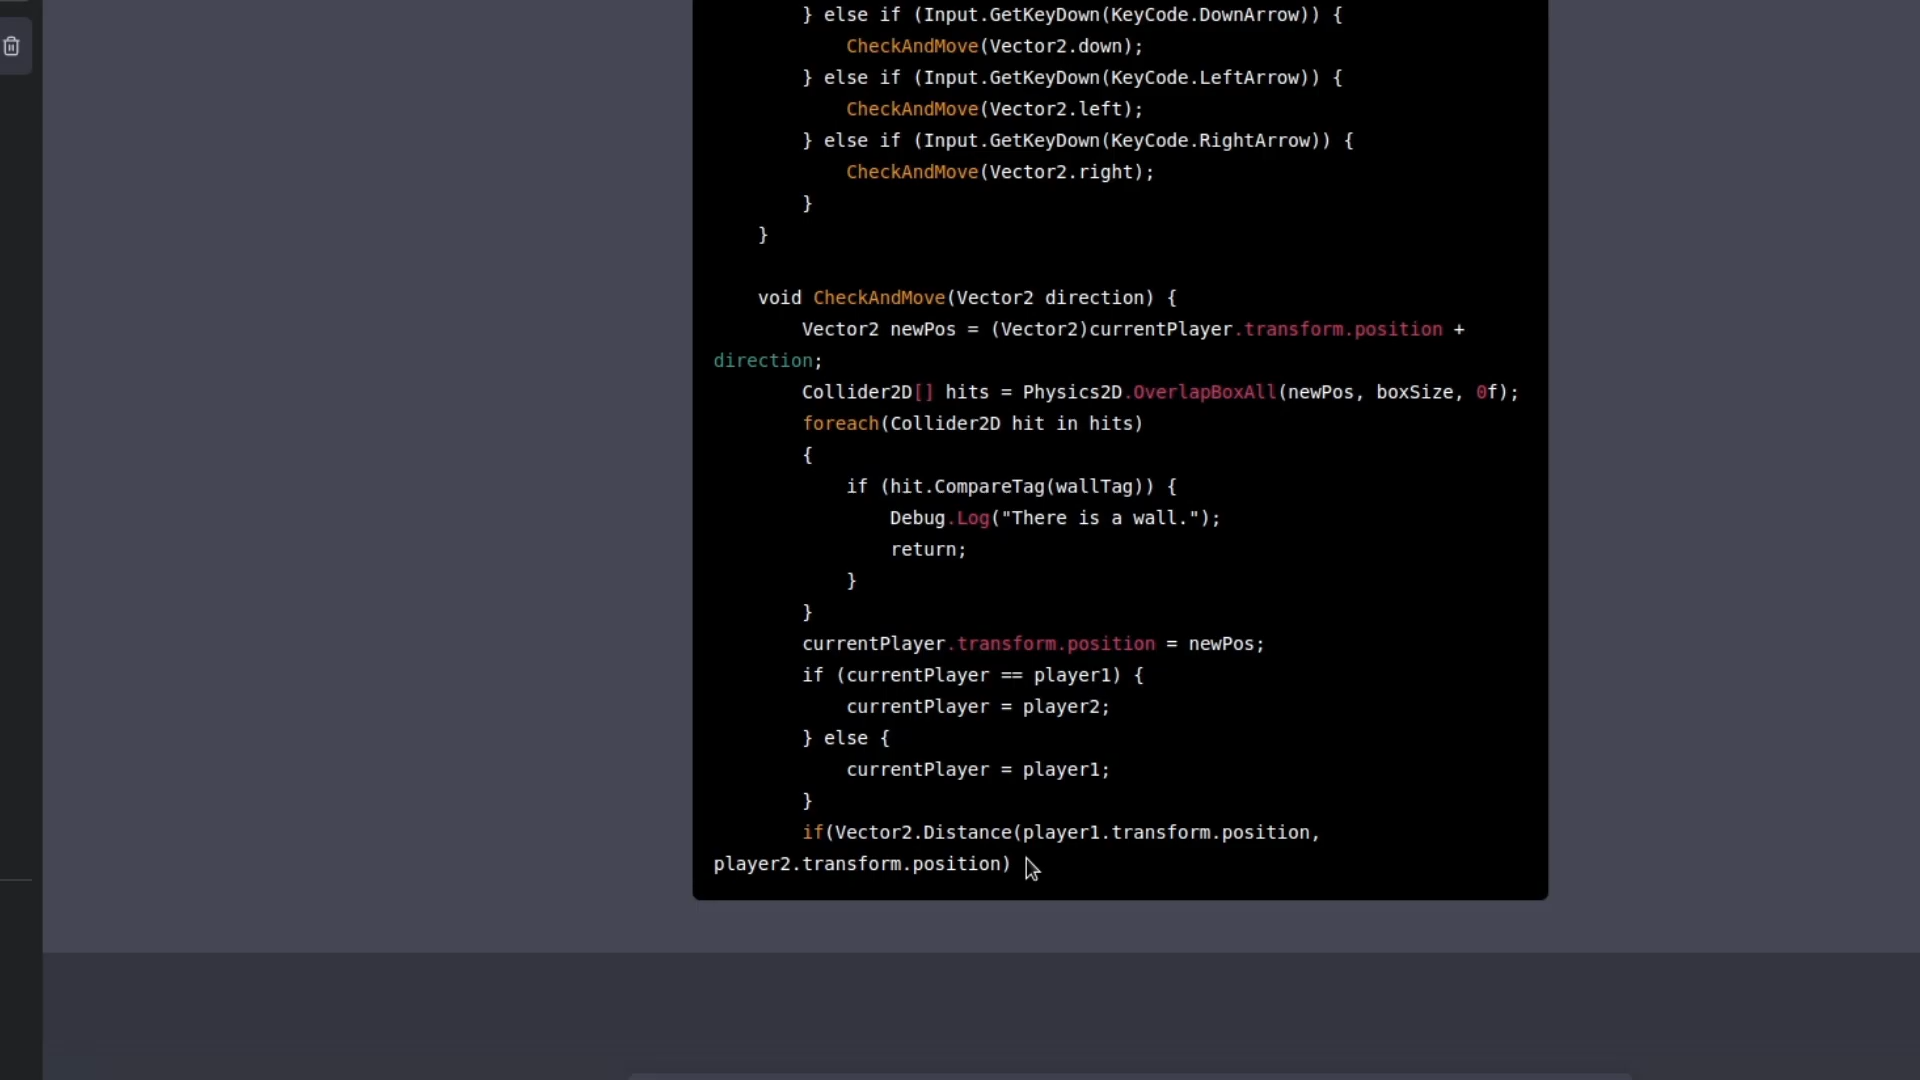 } else if (Input.GetKeyDown(KeyCode.DownArrow)) {
CheckAndMove(Vector2.down);
} else if (Input.GetKeyDown(KeyCode.LeftArrow)) {
CheckAndMove(Vector2.left);
} else if (Input.GetKeyDown(KeyCode.RightArrow)) {
CheckAndMove(Vector2.right);
}
}
void CheckAndMove(Vector2 direction) {
Vector2 newPos = (Vector2)currentPlayer.transform.position +
direction;
Collider2D[] hits = Physics2D.OverlapBoxAll(newPos, boxSize, 0f);
foreach(Collider2D hit in hits)
{
if (hit.CompareTag(wallTag)) {
Debug.Log("There is a wall.");
return;
}
}
currentPlayer.transform.position = newPos;
if (currentPlayer == player1) {
currentPlayer = player2;
} else {
currentPlayer = player1;
}
if(Vector2.Distance(player1.transform.position,
player2.transform.position)